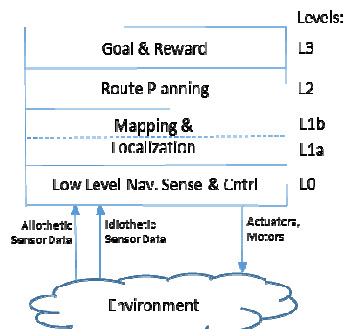 Levels:
Goal & Reward L3
Route Planning L2
Mapping & L1b
Localization L1a
Low Level Nav. Sense & Cntrl L0
Allothetic Idiothetic Actuators,
Sensor Data Sensor Data Motors
Environment